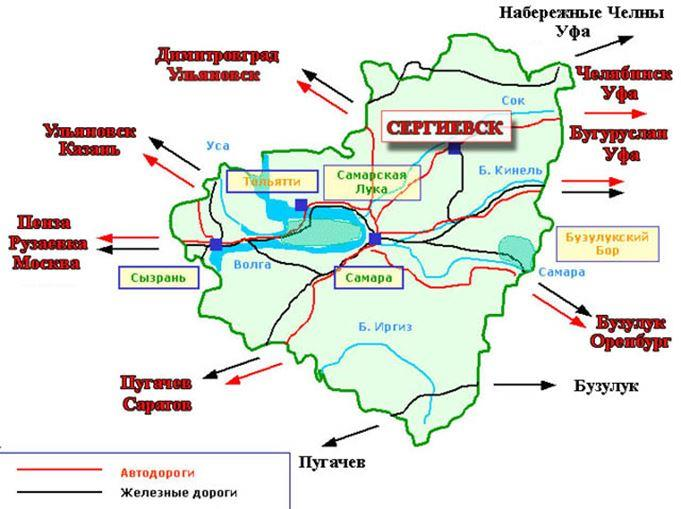 Набережные Челны
Уфа
Димитровград
Ульяновск
Челябинск
Уфа
Сок
СЕРГИЕВСК
Бугуруслан
Уфа
Ульяновск
Казань
Уса
Тольятти
Самарская
Лука
Б. Кинель
Пенза
Рузаевка
Москва
Бузулукский
Бор
Сызрань
Волга
Самара
Самара
Б. Иргиз
Бузулук
Оренбург
Пугачев
Саратов
Бузулук
Пугачев
Автодороги
Железные дороги